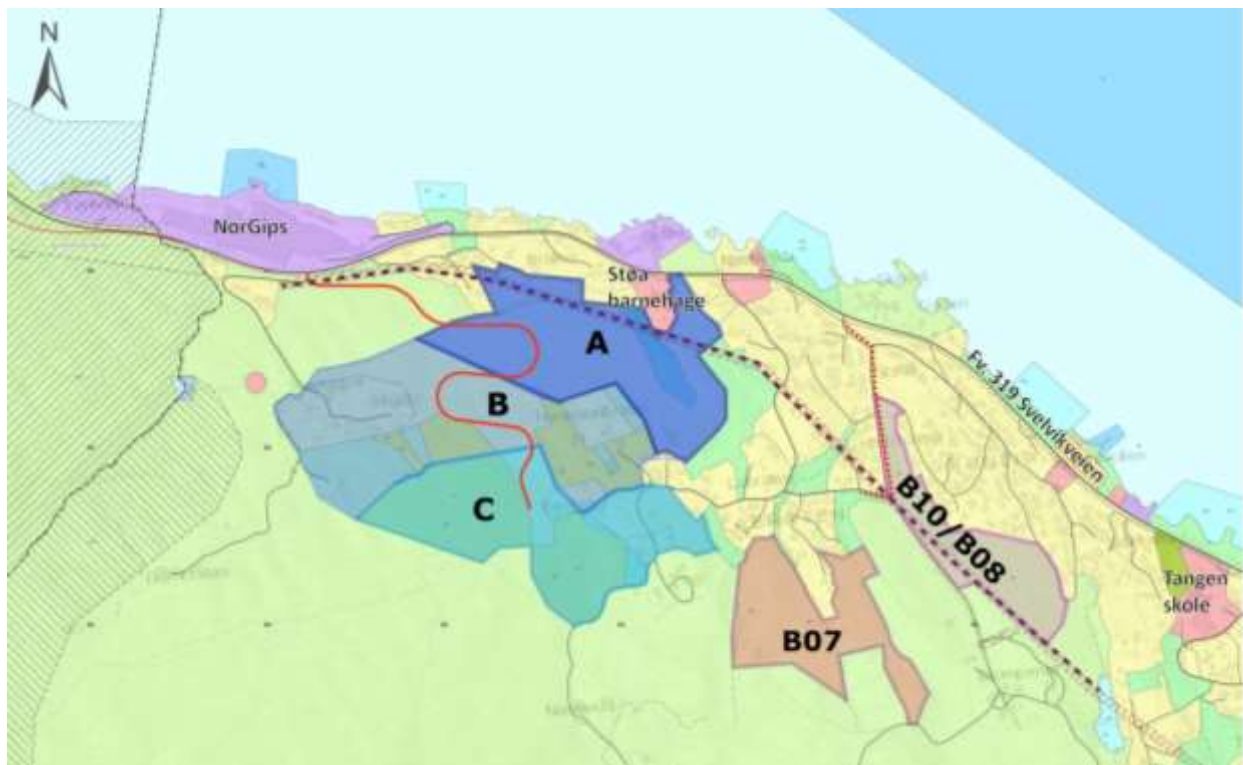 N
NorGips
Støa
barnehage
A
B
C
Fv. 319 Svelvikveien
B10/B08
B07
Tangen
skole